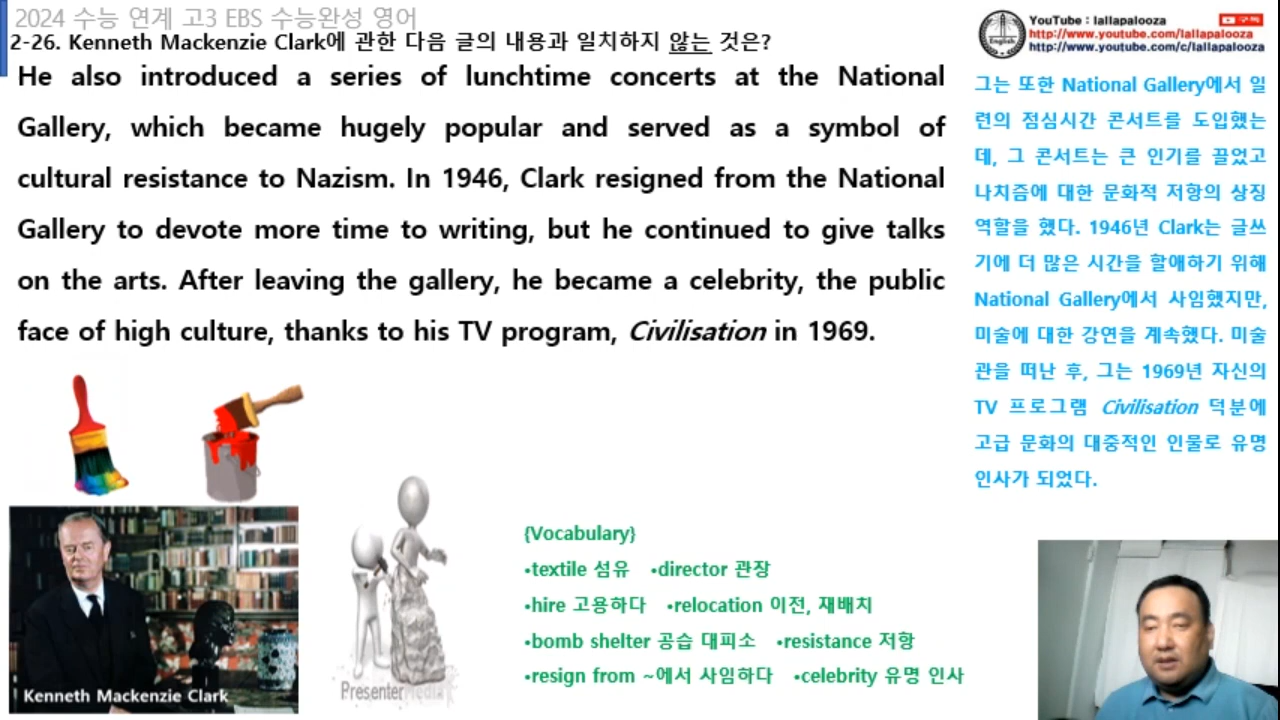 2024 수능 연계 고3 EBS 수능완성 영어
2-26. Kenneth Mackenzie Clark에 관한 다음 글의 내용과 일치하지 않는 것은?
He also introduced a series of lunchtime concerts at the National
Gallery, which became hugely popular and served as a symbol of
cultural resistance to Nazism. In 1946, Clark resigned from the National
Gallery to devote more time to writing, but he continued to give talks
on the arts. After leaving the gallery, he became a celebrity, the public
face of high culture, thanks to his TV program, Civilisation in 1969.
English
YouTube : lallapalooza
구독
http://www.youtube.com/lallapalooza
http://www.youtube.com/c/lallapalooza
그는 또한 National Gallery에서 일
련의 점심시간 콘서트를 도입했는
데, 그 콘서트는 큰 인기를 끌었고
나치즘에 대한 문화적 저항의 상징
역할을 했다. 1946년 Clark는 글쓰
기에 더 많은 시간을 할애하기 위해
National Gallery에서 사임했지만,
미술에 대한 강연을 계속했다. 미술
관을 떠난 후, 그는 1969년 자신의
TV 프로그램 Civilisation 덕분에
고급 문화의 대중적인 인물로 유명
인사가 되었다.
Kenneth Mackenzie Clark
PresenterMedia
{Vocabulary}
•textile 섬유 •director 관장
•hire 고용하다 •relocation 이전, 재배치
•bomb shelter 공습 대피소 •resistance 저항
•resign from ~에서 사임하다 •celebrity 유명 인사